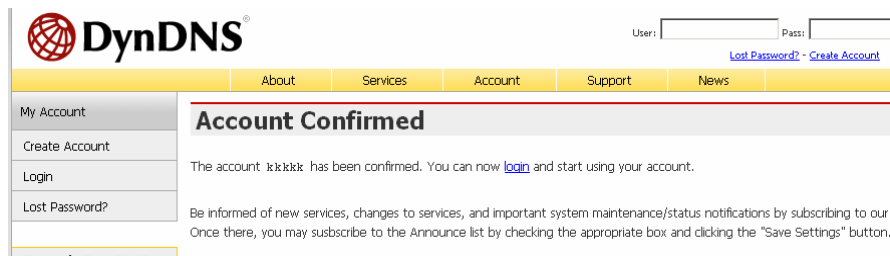 DynDNS®
User:
Pass:
Lost Password? - Create Account
About Services Account Support News
My Account
Create Account
Login
Lost Password?
Account Confirmed
The account kkkkk has been confirmed. You can now login and start using your account.
Be informed of new services, changes to services, and important system maintenance/status notifications by subscribing to our
Once there, you may susbscribe to the Announce list by checking the appropriate box and clicking the "Save Settings" button.